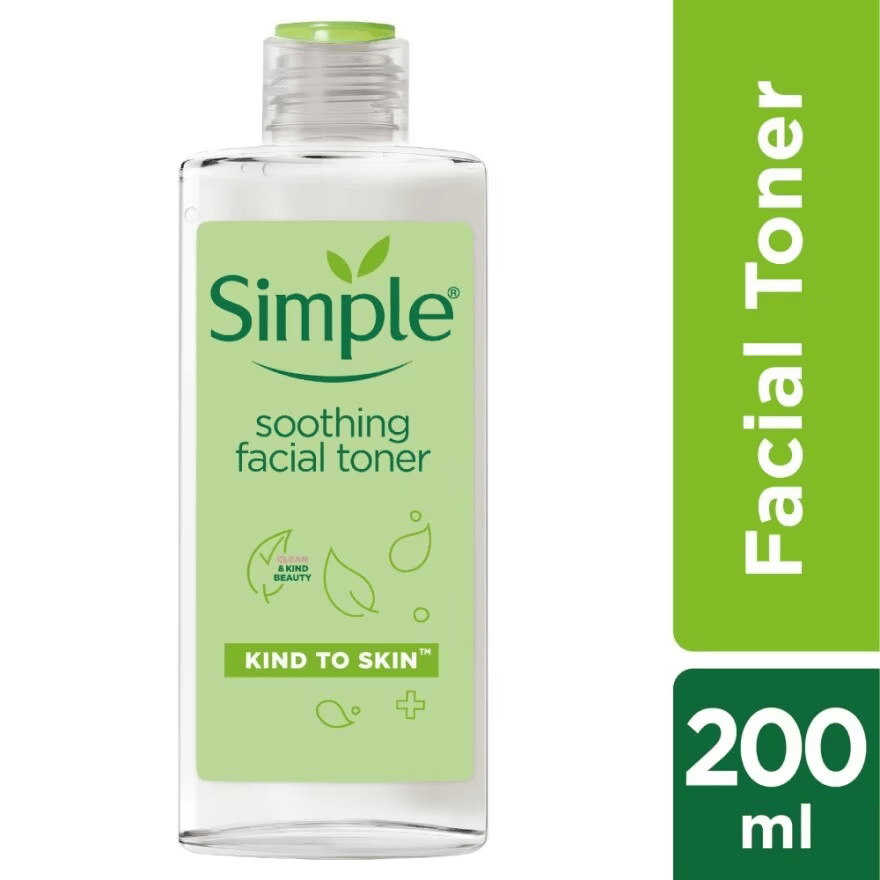 Simple®
soothing
facial toner
CLEAN
& KIND
BEAUTY
KIND TO SKIN™
Facial Toner
200
ml